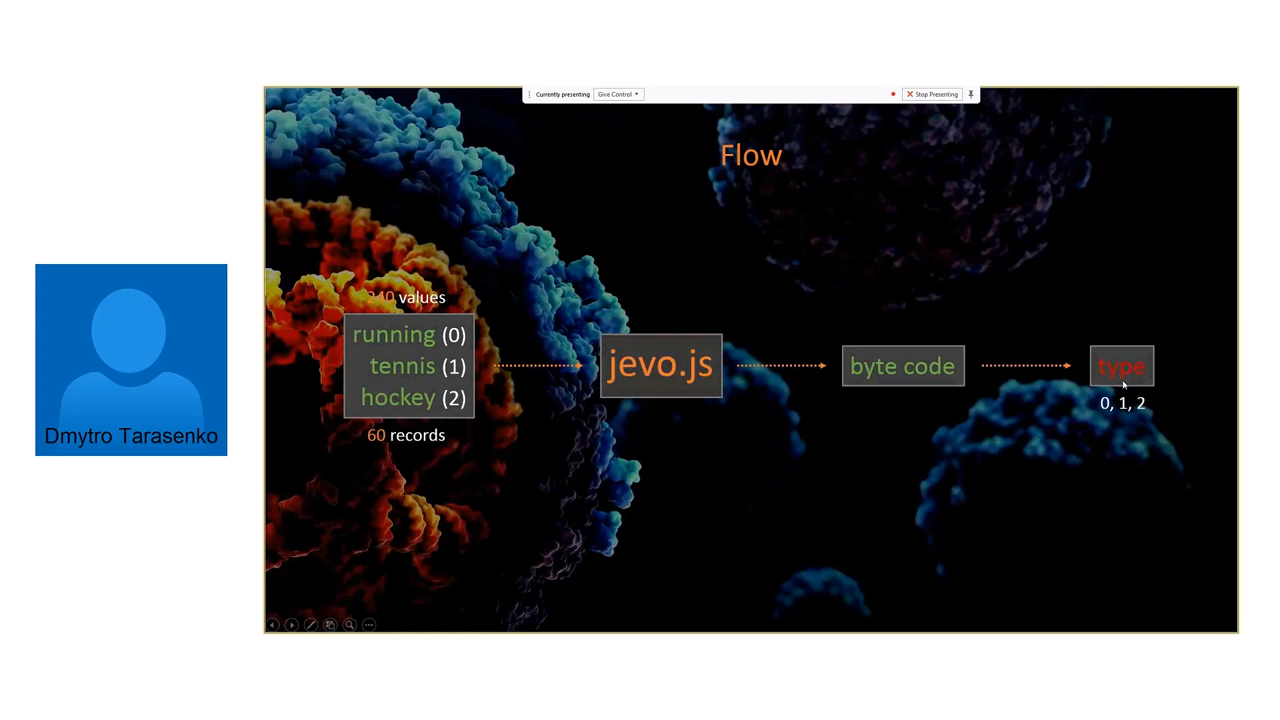 Currently presenting Give Control Stop Presenting
Flow
240 values
running (0)
tennis (1)
hockey (2)
60 records
jevo.js
byte code
type
0, 1, 2
Dmytro Tarasenko